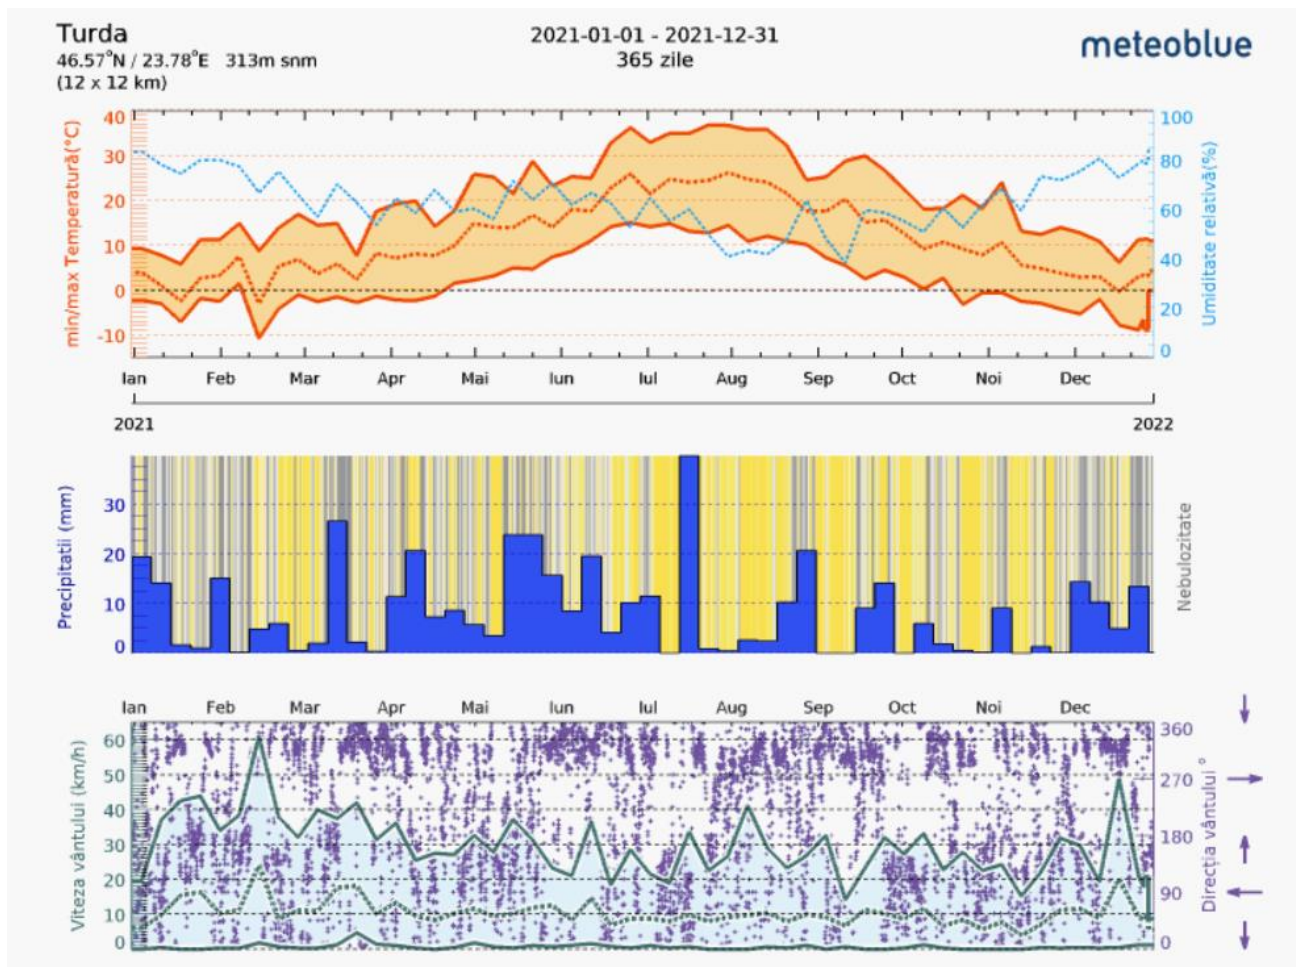 Turda
46.57°N / 23.78°E 313m snm
(12 x 12 km)
2021-01-01 - 2021-12-31
365 zile
meteoblue
min/max Temperatură(°C)
40
30
20
10
0
-10
100
80
60
40
20
0
Umiditate relativă(%)
Ian Feb Mar Apr Mai Iun Iul Aug Sep Oct Noi Dec
2021 2022
Precipitatii (mm)
30
20
10
0
Nebulozitate
Ian Feb Mar Apr Mai Iun Iul Aug Sep Oct Noi Dec
Viteza vântului (km/h)
60
50
40
30
20
10
0
360
270
180
90
0
Direcția vântului °